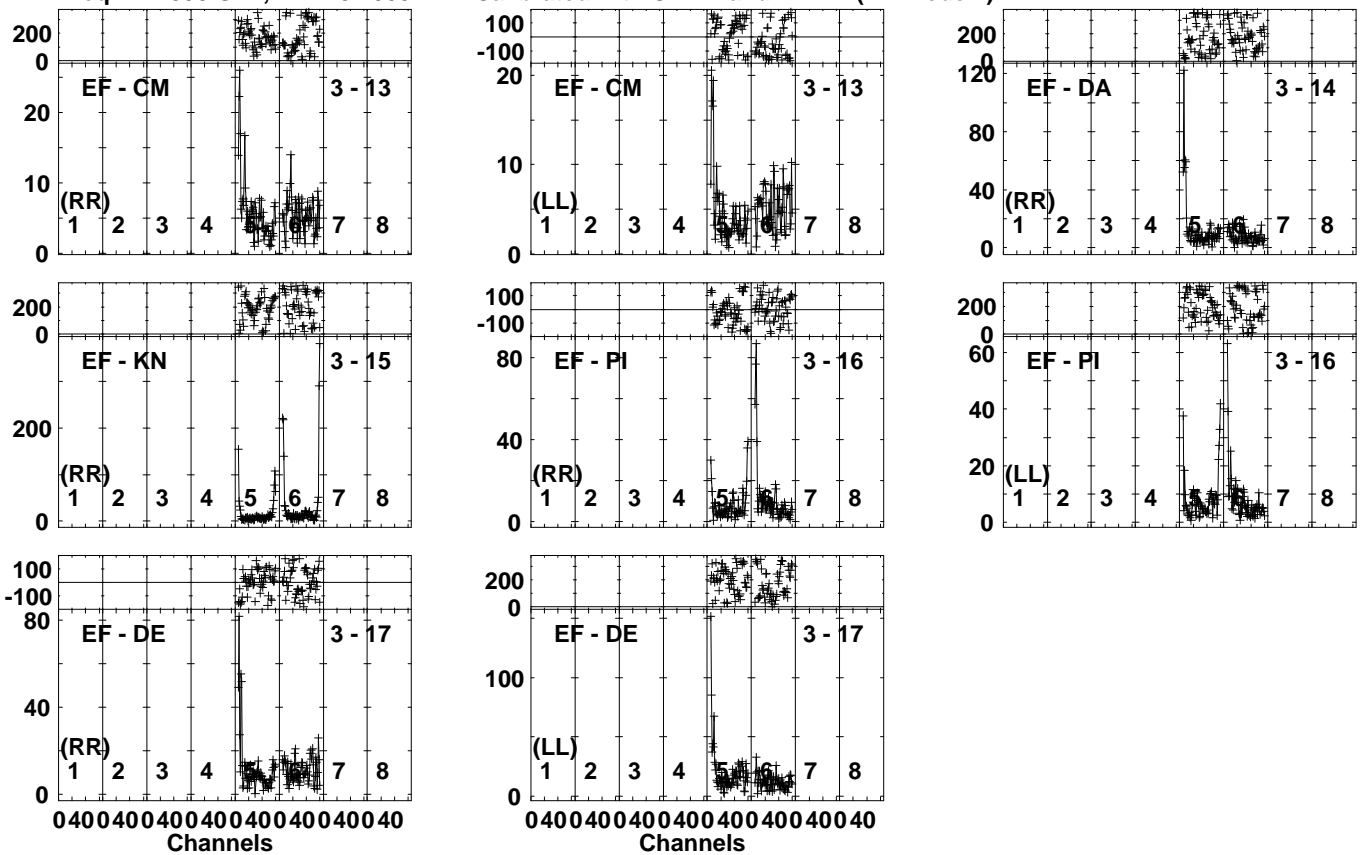 200
0
EF - CM 3 - 13
20
10
0
(RR)
1 2 3 4 5 6 7 8
100
-100
EF - CM 3 - 13
20
10
0
(LL)
1 2 3 4 5 6 7 8
200
0
EF - DA 3 - 14
120
80
40
0
(RR)
1 2 3 4 5 6 7 8
200
0
EF - KN 3 - 15
200
0
(RR)
1 2 3 4 5 6 7 8
100
-100
EF - PI 3 - 16
80
40
0
(RR)
1 2 3 4 5 6 7 8
200
0
EF - PI 3 - 16
60
40
20
0
(LL)
1 2 3 4 5 6 7 8
100
-100
EF - DE 3 - 17
80
40
0
(RR)
1 2 3 4 5 6 7 8
0 40 0 40 0 40 0 40 0 40 0 40 0 40 0 40
Channels
200
0
EF - DE 3 - 17
100
0
(LL)
1 2 3 4 5 6 7 8
0 40 0 40 0 40 0 40 0 40 0 40 0 40 0 40
Channels